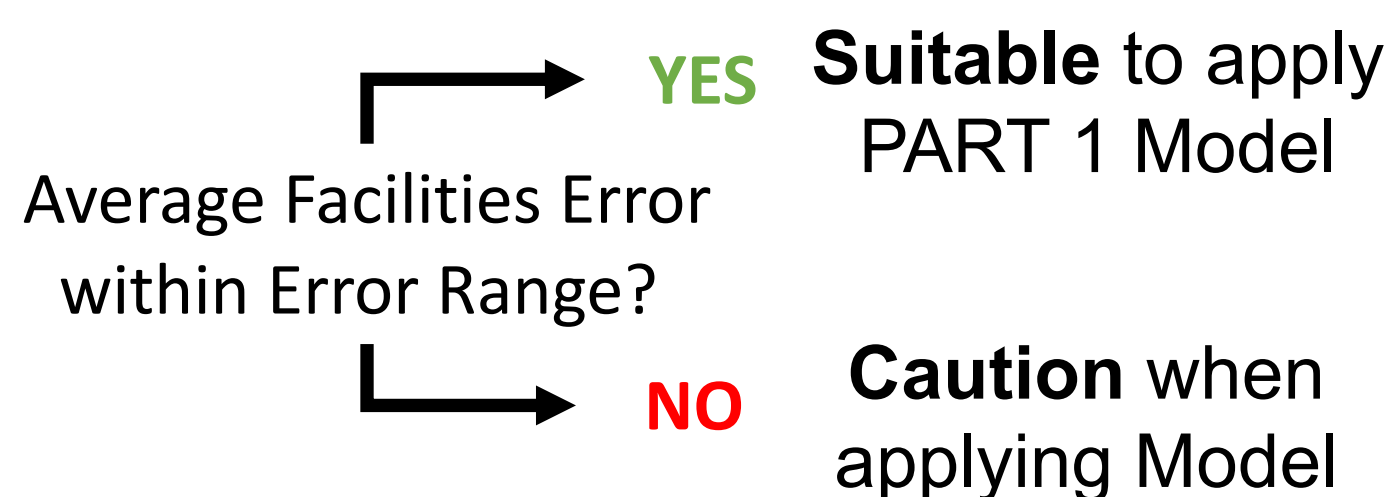 YES
Suitable to apply
PART 1 Model
Average Facilities Error
within Error Range?
NO
Caution when
applying Model